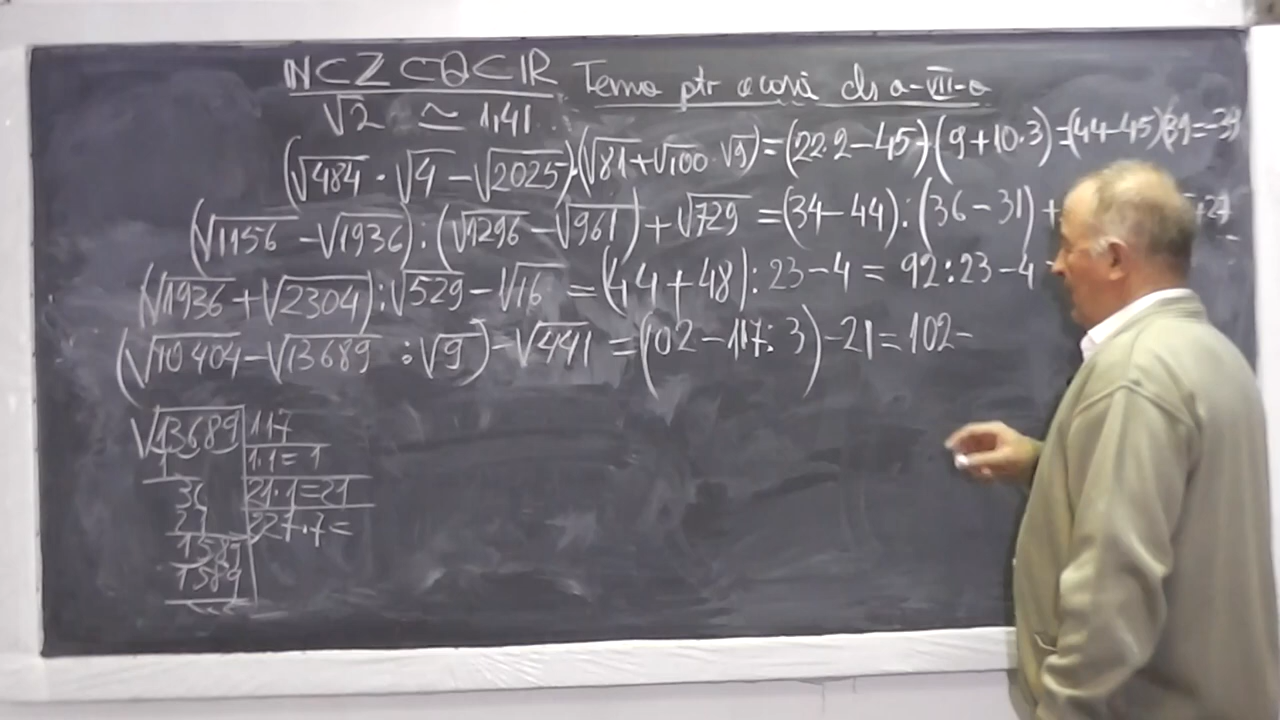 N⊂Z⊂Q⊂R Tema ptr acasă cls a-VII-a
√2 ≃ 1,41
(√484 · √4 − √2025)·(√81+√100 · √9)=(22·2−45)·(9+10·3)=(44−45)·39=−39
(√1156 − √1936):(√1296 − √961)+√729 =(34−44):(36−31)+ +27
(√1936+√2304):√529−√16 =(44+48):23−4= 92:23−4
(√10404−√13689 :√9)−√441 =(102−117:3)−21=102−
√13689 117
1 1·1=1
36 21·1=21
21 227·7=
1589
1589